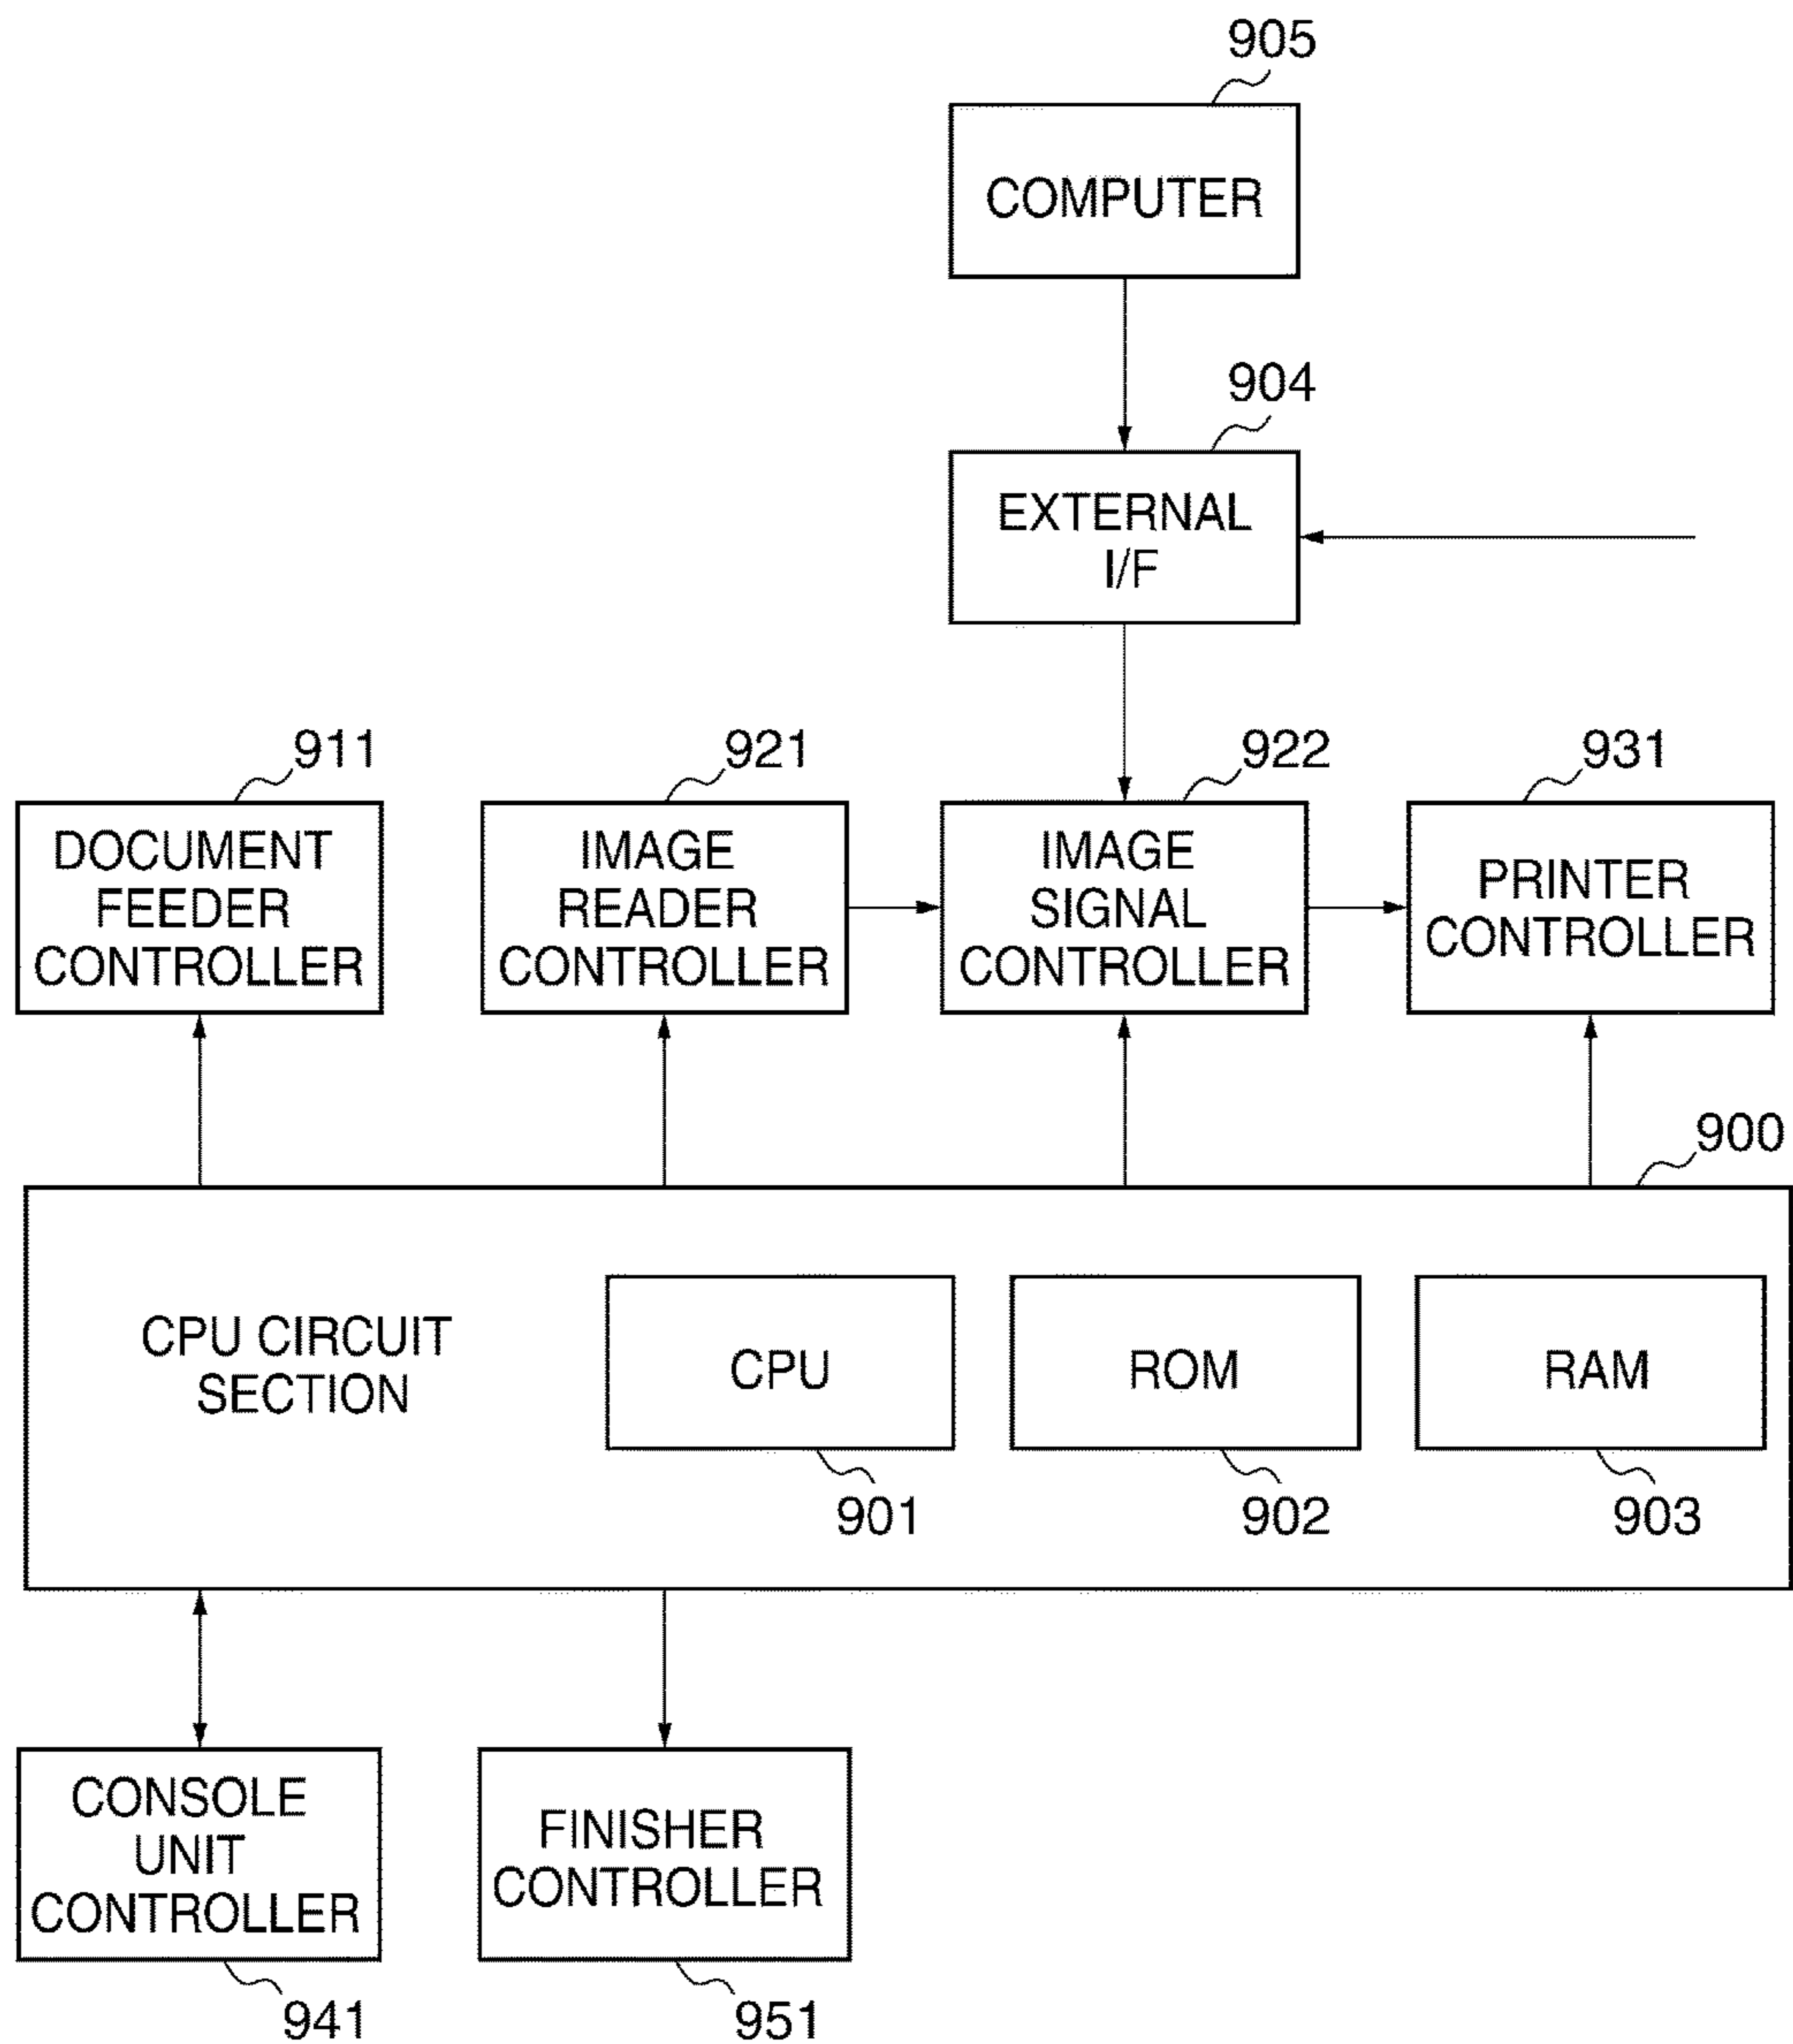 905
COMPUTER
904
EXTERNAL
I/F
911
921
922
931
DOCUMENT
FEEDER
CONTROLLER
IMAGE
READER
CONTROLLER
IMAGE
SIGNAL
CONTROLLER
PRINTER
CONTROLLER
900
CPU CIRCUIT
SECTION
CPU
ROM
RAM
901
902
903
CONSOLE
UNIT
CONTROLLER
FINISHER
CONTROLLER
941
951